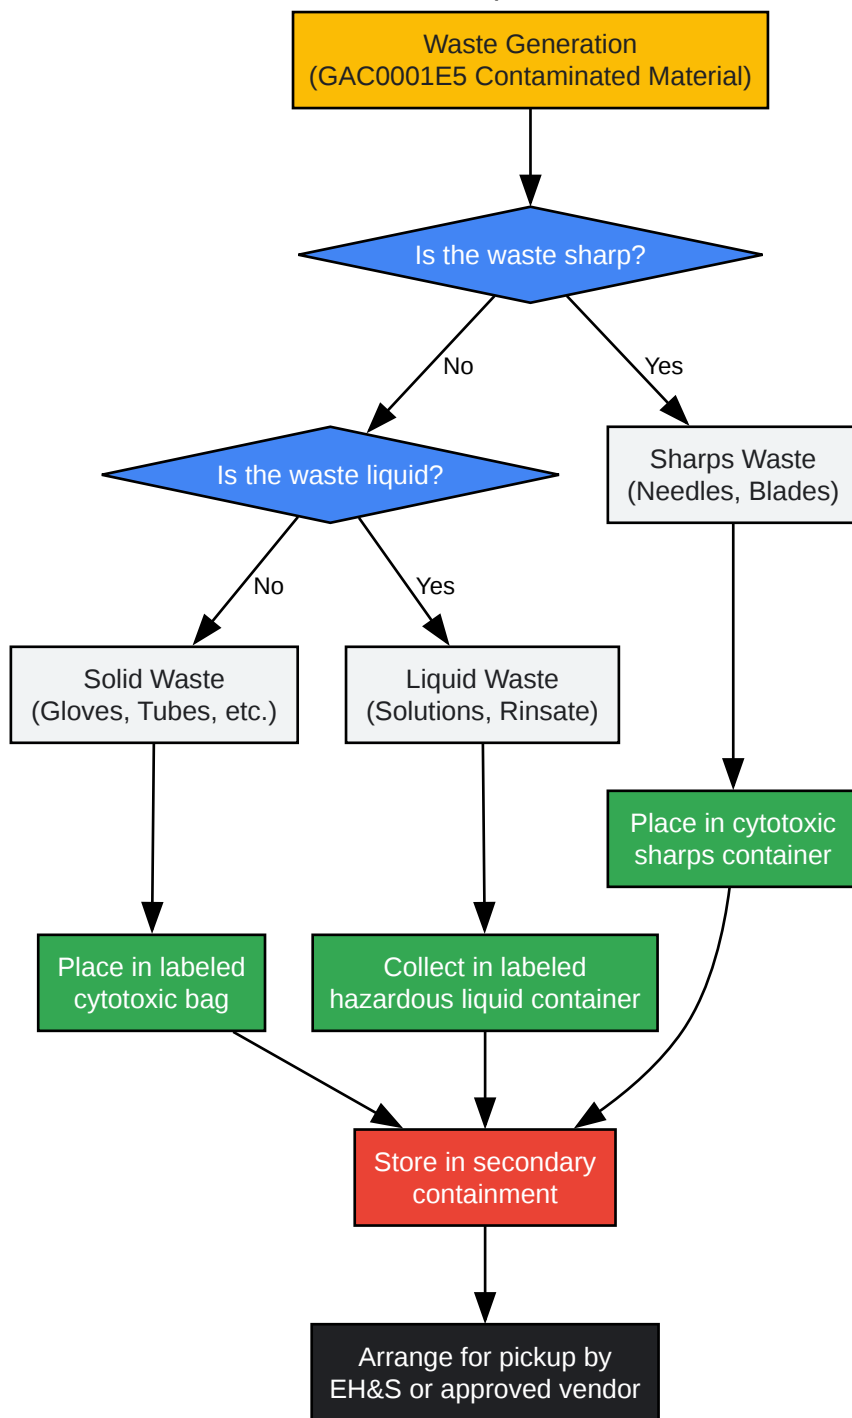 Waste Generation
(GAC0001E5 Contaminated Material)
Is the waste sharp?
No
Yes
Is the waste liquid?
Sharps Waste
(Needles, Blades)
No
Yes
Solid Waste
(Gloves, Tubes, etc.)
Liquid Waste
(Solutions, Rinsate)
Place in cytotoxic
sharps container
Place in labeled
cytotoxic bag
Collect in labeled
hazardous liquid container
Store in secondary
containment
Arrange for pickup by
EH&S or approved vendor